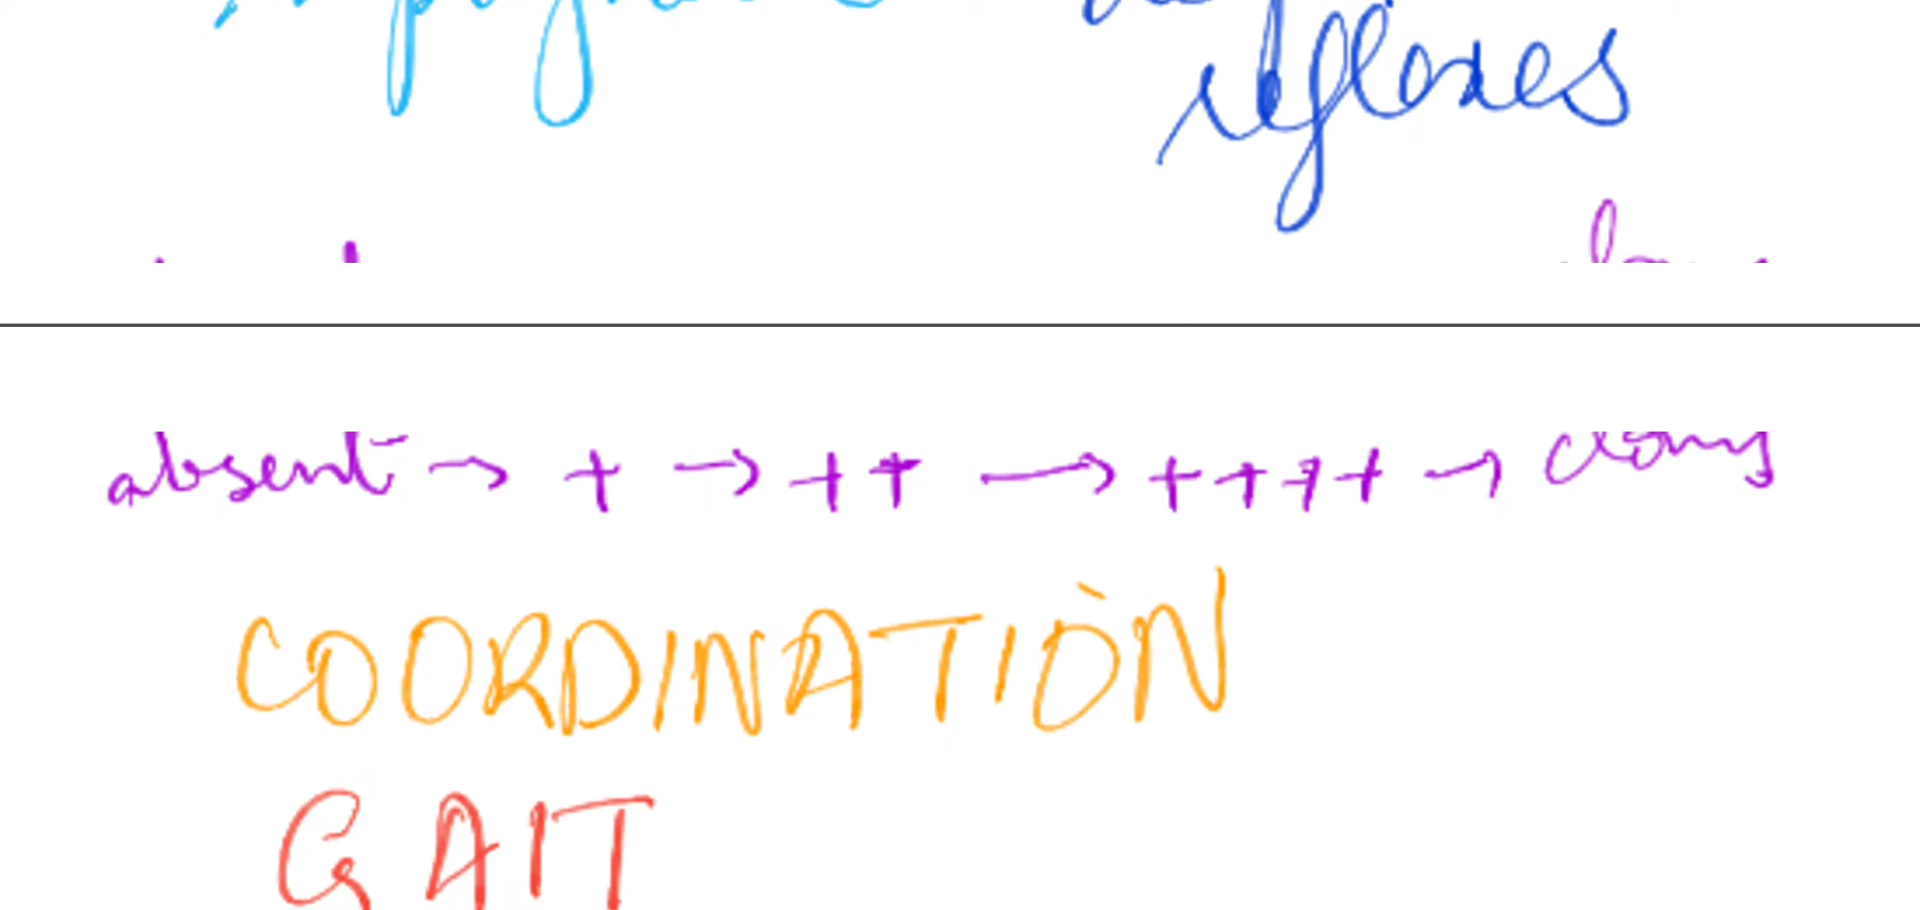 reflexes
absent → + → ++ → ++++ → clonus
COORDINATION
GAIT